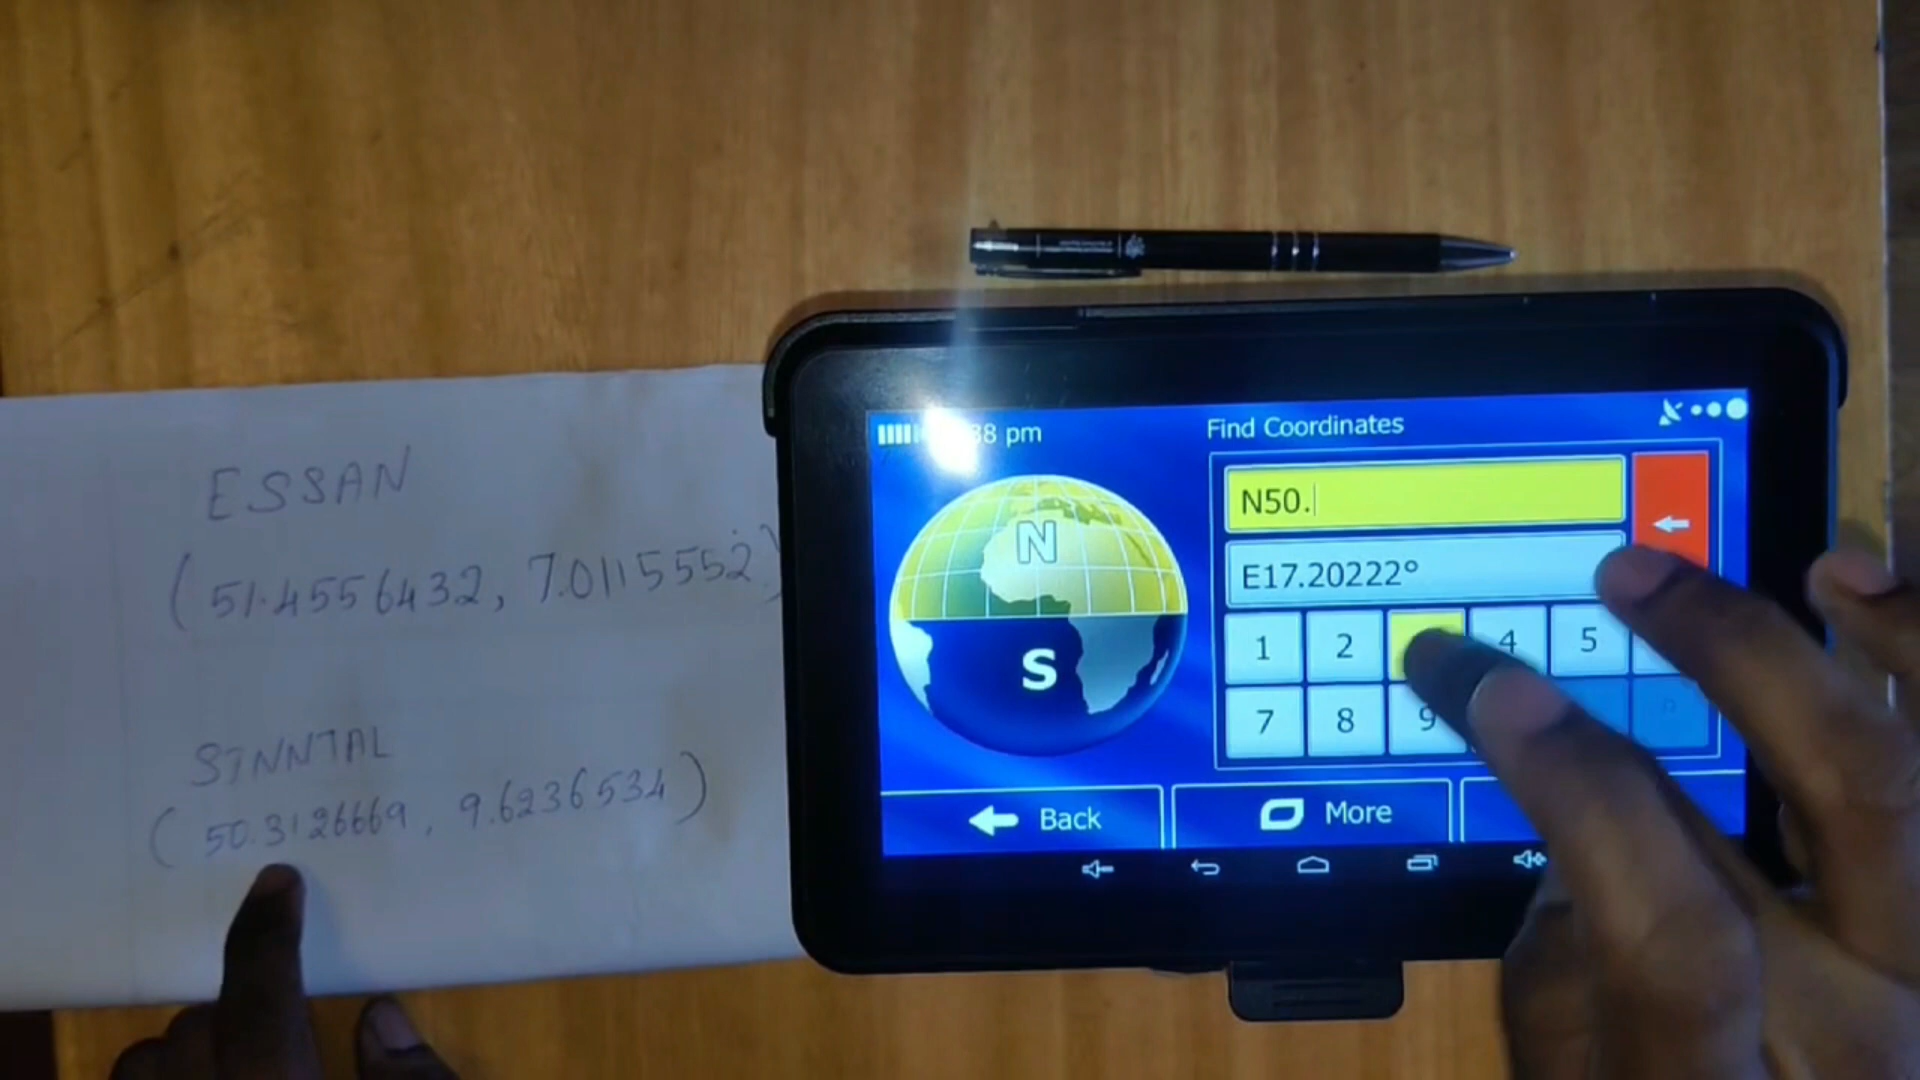 ESSAN
(51.4556432, 7.0115552)
SINNTAL
(50.3126669, 9.6236534)
pm
Find Coordinates
N50.
E17.20222°
1 2 4 5
7 8 9
N
S
Back
More